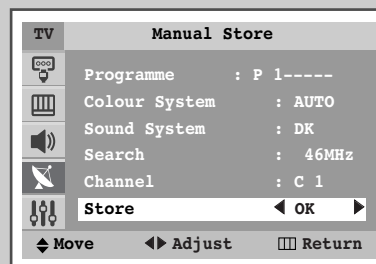 TV Manual Store
Programme : P 1-----
Colour System : AUTO
Sound System : DK
Search : 46MHz
Channel : C 1
Store ◀ OK ▶
Move Adjust Return